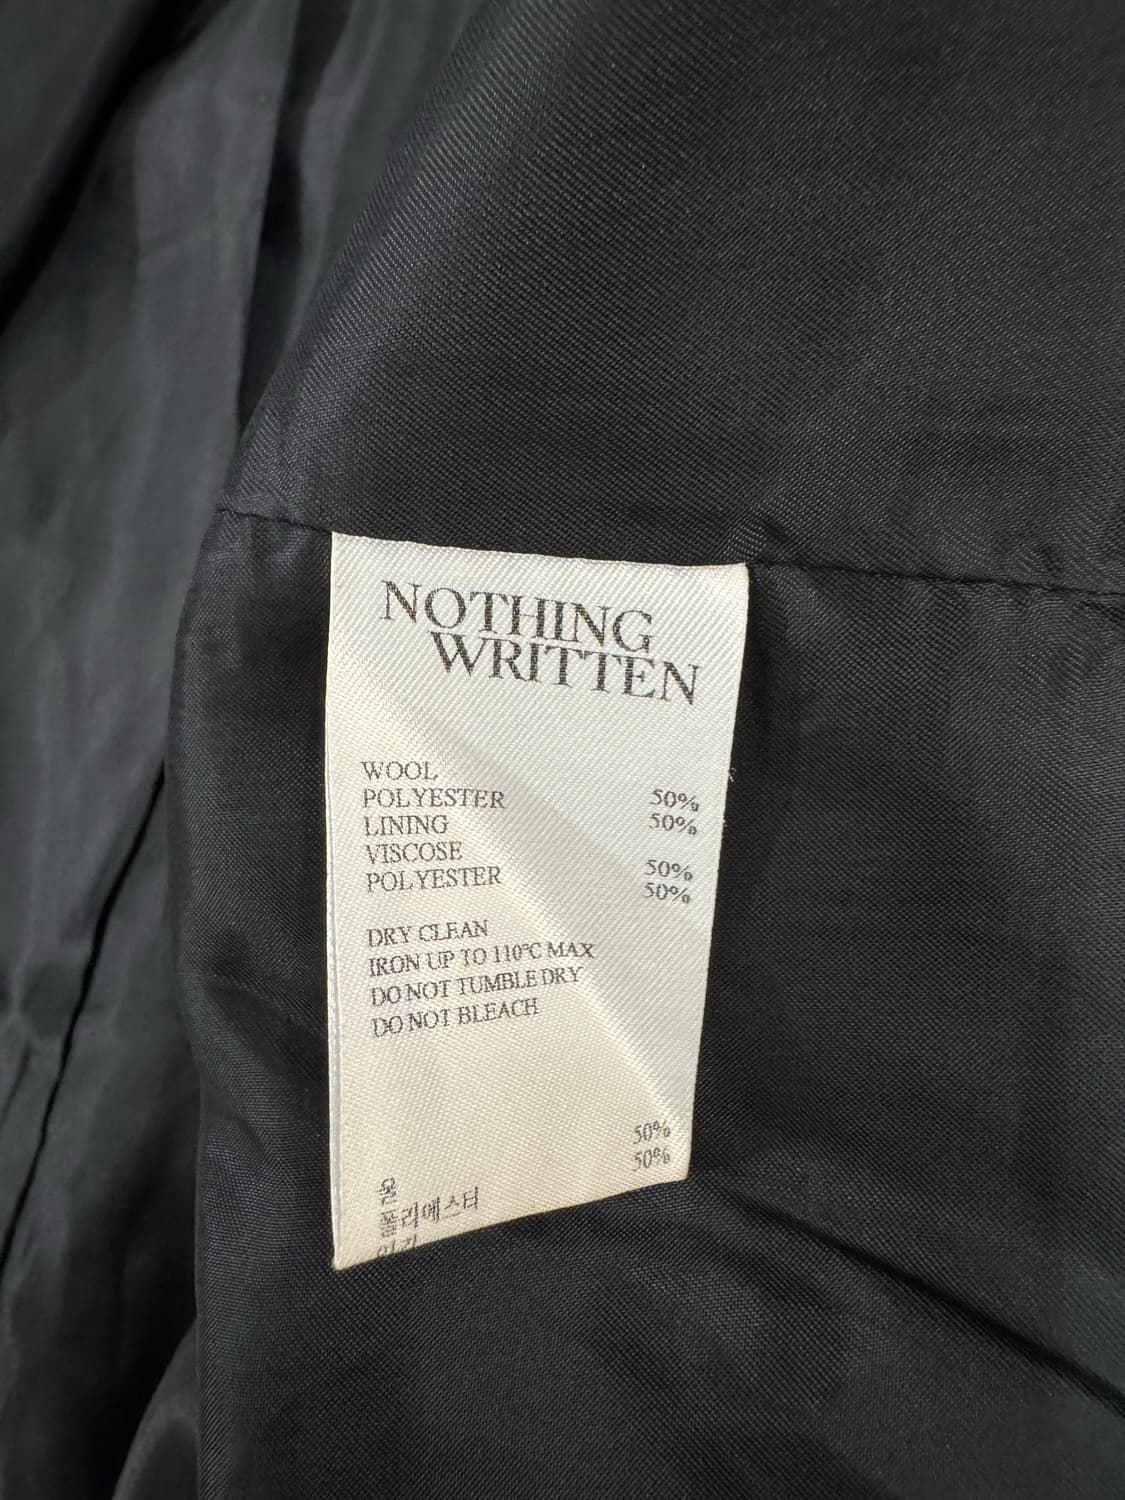 NOTHING
WRITTEN
WOOL 50%
POLYESTER 50%
LINING
VISCOSE 50%
POLYESTER 50%
DRY CLEAN
IRON UP TO 110°C MAX
DO NOT TUMBLE DRY
DO NOT BLEACH
울 50%
폴리에스터 50%